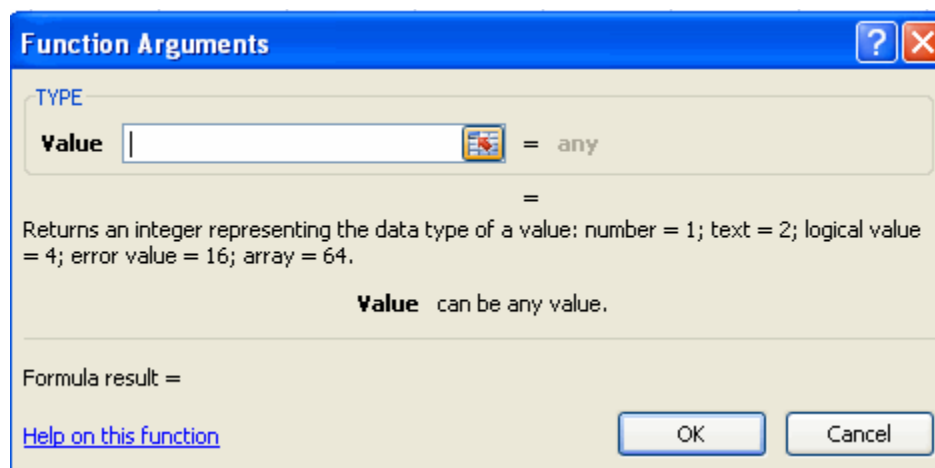 Function Arguments
TYPE
Value = any
=
Returns an integer representing the data type of a value: number = 1; text = 2; logical value
= 4; error value = 16; array = 64.
Value can be any value.
Formula result =
Help on this function OK Cancel